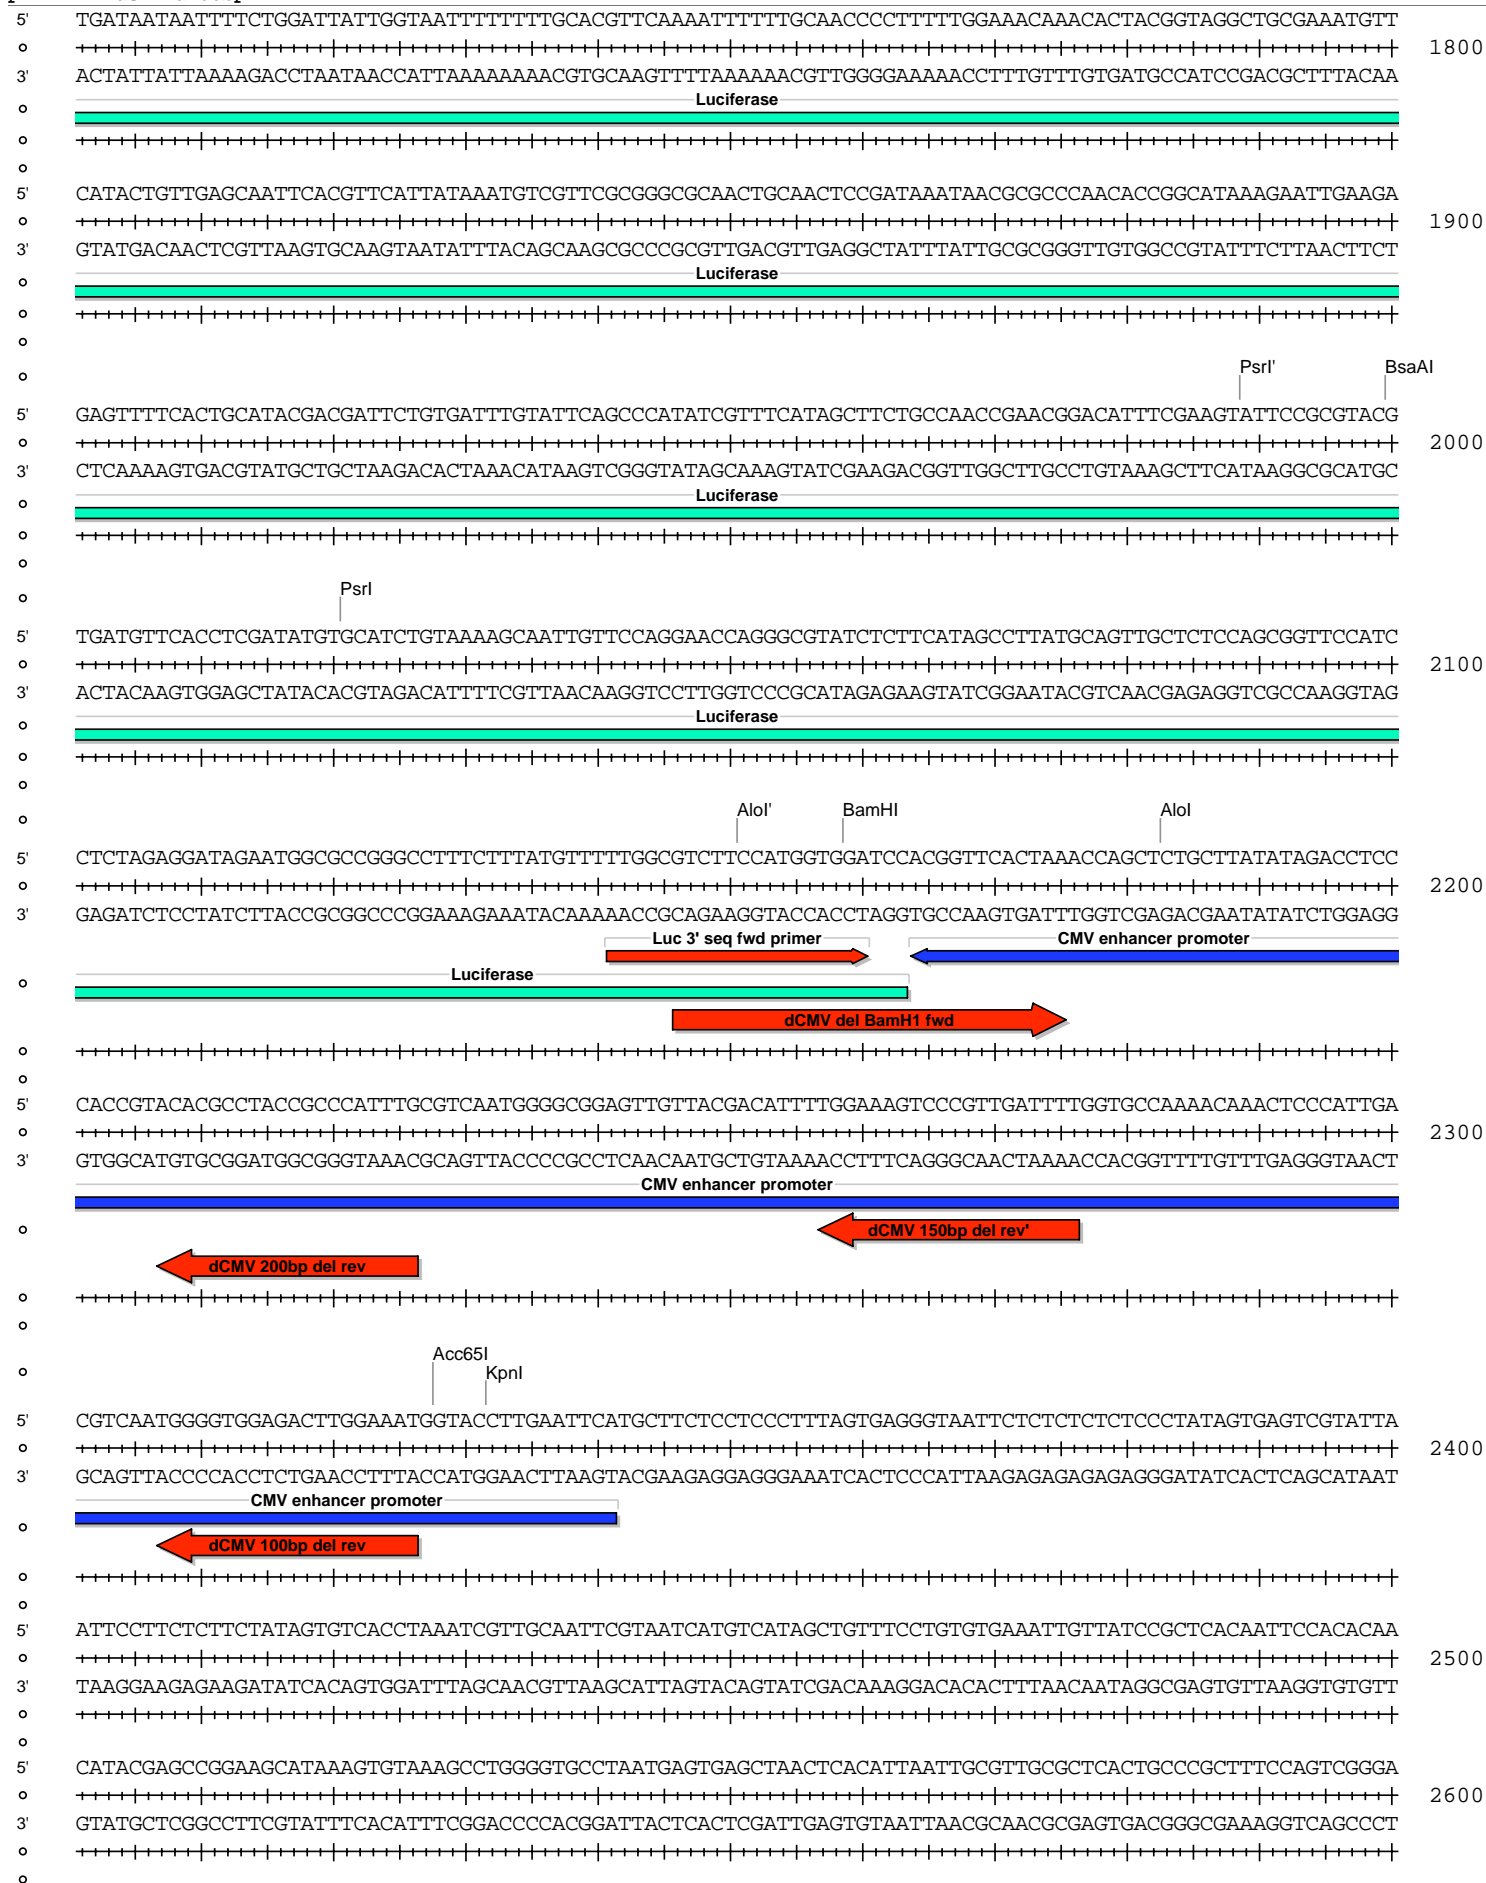 5' TGATAATAATTTTCTGGATTATTGGTAATTTTTTTTGCACGTTCAAAATTTTTTGCAACCCCTTTTTGGAAACAAACACTACGGTAGGCTGCGAAATGTT
1800
3' ACTATTATTAAAAGACCTAATAACCATTAAAAAAAACGTGCAAGTTTTAAAAAACGTTGGGGAAAAACCTTTGTTTGTGATGCCATCCGACGCTTTACAA
Luciferase
5' CATACTGTTGAGCAATTCACGTTCATTATAAATGTCGTTCGCGGGCGCAACTGCAACTCCGATAAATAACGCGCCCAACACCGGCATAAAGAATTGAAGA
1900
3' GTATGACAACTCGTTAAGTGCAAGTAATATTTACAGCAAGCGCCCGCGTTGACGTTGAGGCTATTTATTGCGCGGGTTGTGGCCGTATTTCTTAACTTCT
Luciferase
PsrI' BsaAI
5' GAGTTTTCACTGCATACGACGATTCTGTGATTTGTATTCAGCCCATATCGTTTCATAGCTTCTGCCAACCGAACGGACATTTCGAAGTATTCCGCGTACG
2000
3' CTCAAAAGTGACGTATGCTGCTAAGACACTAAACATAAGTCGGGTATAGCAAAGTATCGAAGACGGTTGGCTTGCCTGTAAAGCTTCATAAGGCGCATGC
Luciferase
PsrI
5' TGATGTTCACCTCGATATGTGCATCTGTAAAAGCAATTGTTCCAGGAACCAGGGCGTATCTCTTCATAGCCTTATGCAGTTGCTCTCCAGCGGTTCCATC
2100
3' ACTACAAGTGGAGCTATACACGTAGACATTTTCGTTAACAAGGTCCTTGGTCCCGCATAGAGAAGTATCGGAATACGTCAACGAGAGGTCGCCAAGGTAG
Luciferase
AloI' BamHI AloI
5' CTCTAGAGGATAGAATGGCGCCGGGCCTTTCTTTATGTTTTTGGCGTCTTCCATGGTGGATCCACGGTTCACTAAACCAGCTCTGCTTATATAGACCTCC
2200
3' GAGATCTCCTATCTTACCGCGGCCCGGAAAGAAATACAAAAACCGCAGAAGGTACCACCTAGGTGCCAAGTGATTTGGTCGAGACGAATATATCTGGAGG
Luc 3' seq fwd primer CMV enhancer promoter
Luciferase
dCMV del BamH1 fwd
5' CACCGTACACGCCTACCGCCCATTTGCGTCAATGGGGCGGAGTTGTTACGACATTTTGGAAAGTCCCGTTGATTTTGGTGCCAAAACAAACTCCCATTGA
2300
3' GTGGCATGTGCGGATGGCGGGTAAACGCAGTTACCCCGCCTCAACAATGCTGTAAAACCTTTCAGGGCAACTAAAACCACGGTTTTGTTTGAGGGTAACT
CMV enhancer promoter
dCMV 150bp del rev'
dCMV 200bp del rev
Acc65I
KpnI
5' CGTCAATGGGGTGGAGACTTGGAAATGGTACCTTGAATTCATGCTTCTCCTCCCTTTAGTGAGGGTAATTCTCTCTCTCTCCCTATAGTGAGTCGTATTA
2400
3' GCAGTTACCCCACCTCTGAACCTTTACCATGGAACTTAAGTACGAAGAGGAGGGAAATCACTCCCATTAAGAGAGAGAGAGGGATATCACTCAGCATAAT
CMV enhancer promoter
dCMV 100bp del rev
5' ATTCCTTCTCTTCTATAGTGTCACCTAAATCGTTGCAATTCGTAATCATGTCATAGCTGTTTCCTGTGTGAAATTGTTATCCGCTCACAATTCCACACAA
2500
3' TAAGGAAGAGAAGATATCACAGTGGATTTAGCAACGTTAAGCATTAGTACAGTATCGACAAAGGACACACTTTAACAATAGGCGAGTGTTAAGGTGTGTT
5' CATACGAGCCGGAAGCATAAAGTGTAAAGCCTGGGGTGCCTAATGAGTGAGCTAACTCACATTAATTGCGTTGCGCTCACTGCCCGCTTTCCAGTCGGGA
2600
3' GTATGCTCGGCCTTCGTATTTCACATTTCGGACCCCACGGATTACTCACTCGATTGAGTGTAATTAACGCAACGCGAGTGACGGGCGAAAGGTCAGCCCT